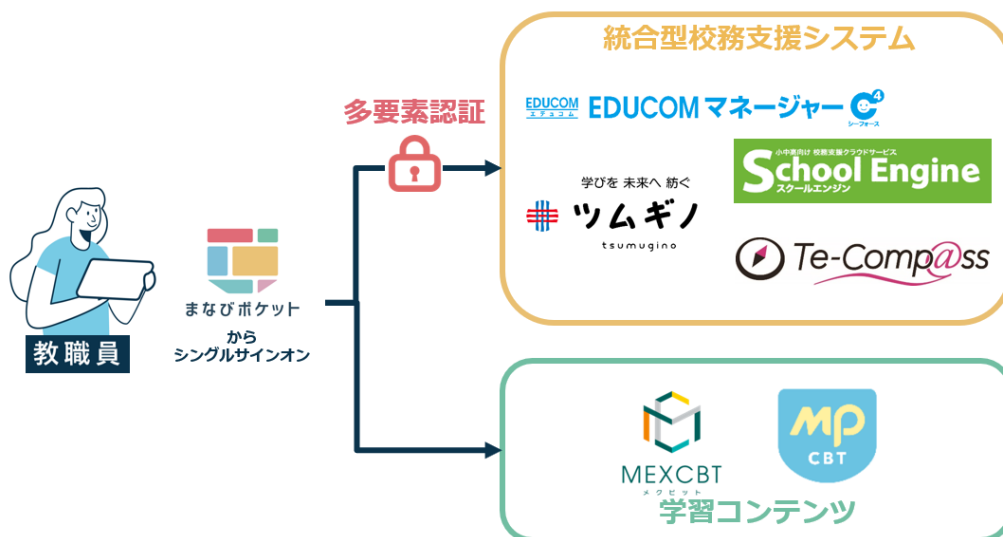 統合型校務支援システム
EDUCOM
エデュコム
EDUCOM マネージャー C4
シーフォース
多要素認証
小中高向け 校務支援クラウドサービス
School Engine
スクールエンジン
学びを 未来へ 紡ぐ
ツムギノ
tsumugino
Te-Comp@ss
まなびポケット
から
シングルサインオン
教職員
MEXCBT
メクビット
MP
CBT
学習コンテンツ